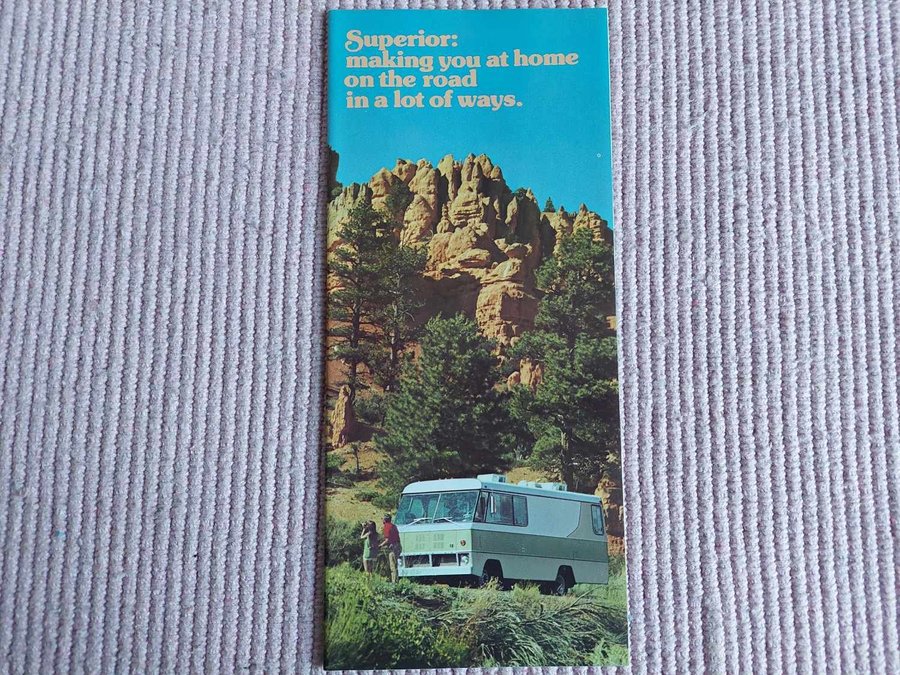 Superior:
making you at home
on the road
in a lot of ways.